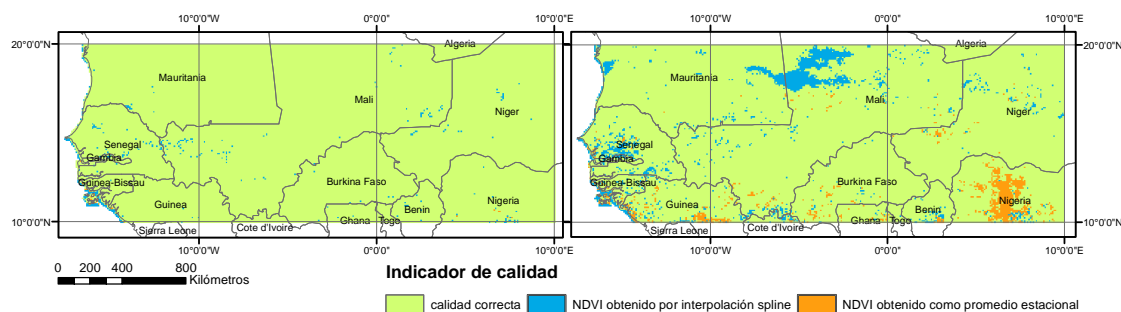 10°0'0"W 0°0'0" 10°0'0"E
10°0'0"W 0°0'0" 10°0'0"E
20°0'0"N
20°0'0"N
Algeria
Mauritania
Mali
Niger
Senegal
Gambia
Guinea-Bissau
Guinea
Burkina Faso
Benin
Nigeria
10°0'0"N
Ghana
Togo
Sierra Leone
Cote d'Ivoire
Algeria
Mauritania
Mali
Niger
Senegal
Gambia
Guinea-Bissau
Guinea
Burkina Faso
Benin
Nigeria
10°0'0"N
Ghana
Togo
Sierra Leone
Cote d'Ivoire
10°0'0"W 0°0'0" 10°0'0"E
10°0'0"W 0°0'0" 10°0'0"E
0 200 400 800
Kilómetros
Indicador de calidad
calidad correcta
NDVI obtenido por interpolación spline
NDVI obtenido como promedio estacional